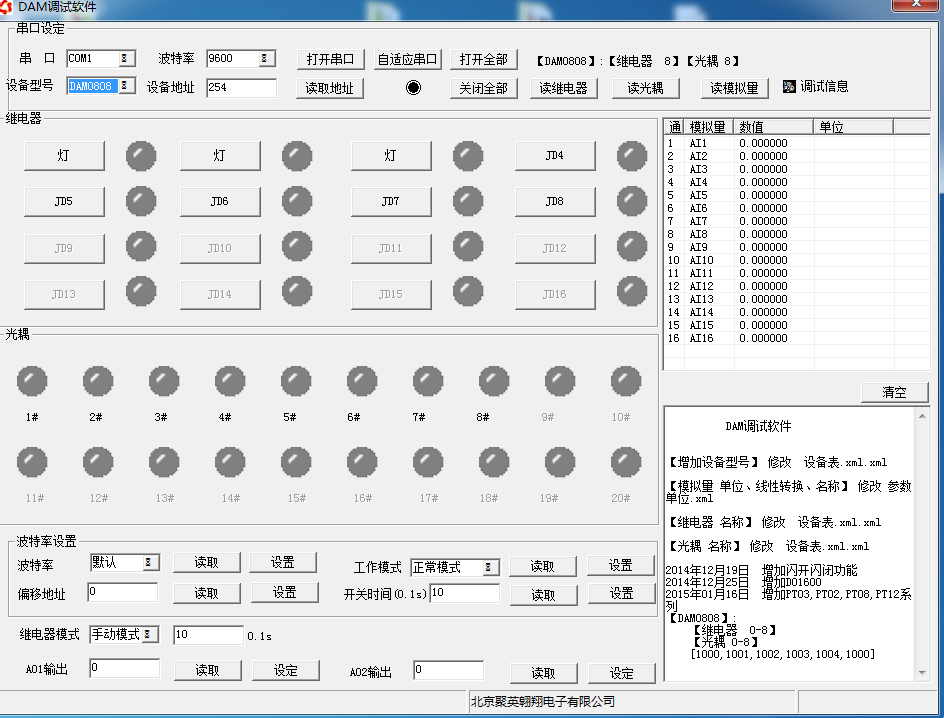 DAM调试软件
串口设定
串 口 COM1 波特率 9600 打开串口 自适应串口 打开全部 【DAM0808】:【继电器 8】【光耦 8】
设备型号 DAM0808 设备地址 254 读取地址 关闭全部 读继电器 读光耦 读模拟量 调试信息
继电器
灯 灯 灯 JD4
JD5 JD6 JD7 JD8
JD9 JD10 JD11 JD12
JD13 JD14 JD15 JD16
光耦
1# 2# 3# 4# 5# 6# 7# 8# 9# 10#
11# 12# 13# 14# 15# 16# 17# 18# 19# 20#
波特率设置
波特率 默认 读取 设置 工作模式 正常模式 读取 设置
偏移地址 0 读取 设置 开关时间(0.1s) 10 读取 设置
继电器模式 手动模式 10 0.1s
AO1输出 0 读取 设定 AO2输出 0 读取 设定
通 模拟量 数值 单位
1 AI1 0.000000
2 AI2 0.000000
3 AI3 0.000000
4 AI4 0.000000
5 AI5 0.000000
6 AI6 0.000000
7 AI7 0.000000
8 AI8 0.000000
9 AI9 0.000000
10 AI10 0.000000
11 AI11 0.000000
12 AI12 0.000000
13 AI13 0.000000
14 AI14 0.000000
15 AI15 0.000000
16 AI16 0.000000
清空
DAM调试软件
【增加设备型号】 修改 设备表.xml.xml
【模拟量 单位、线性转换、名称】 修改 参数
单位.xml
【继电器 名称】 修改 设备表.xml.xml
【光耦 名称】 修改 设备表.xml.xml
2014年12月19日 增加闪开闪闭功能
2014年12月25日 增加DO1600
2015年01月16日 增加PT03,PT02,PT08,PT12系
列
【DAM0808】:
【继电器 0-8】
【光耦 0-8】
[1000,1001,1002,1003,1004,1000]
北京聚英翱翔电子有限公司